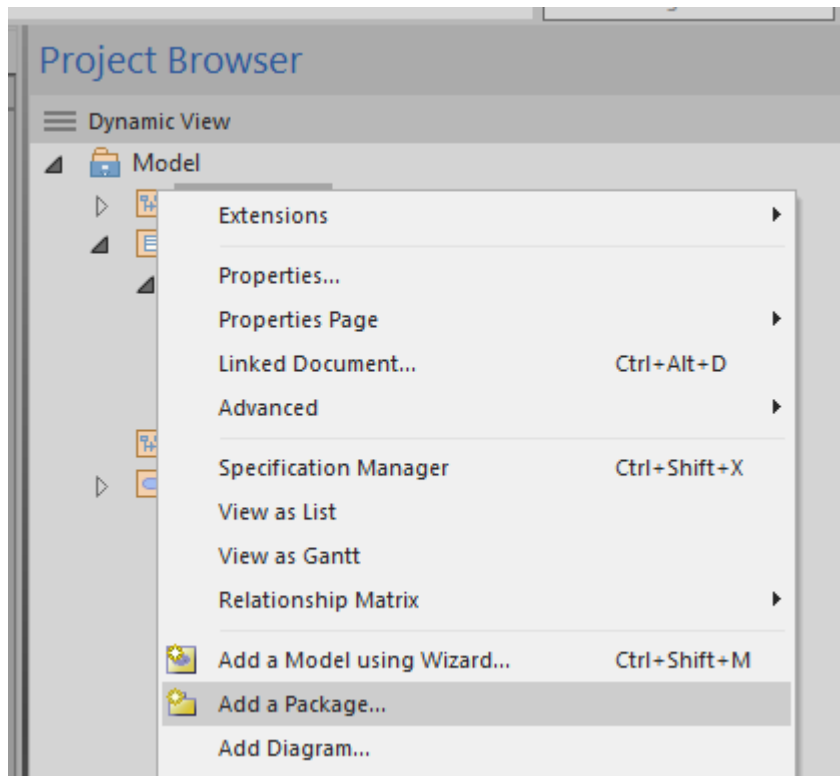 Project Browser
Dynamic View
Model
Extensions
Properties...
Properties Page
Linked Document... Ctrl+Alt+D
Advanced
Specification Manager Ctrl+Shift+X
View as List
View as Gantt
Relationship Matrix
Add a Model using Wizard... Ctrl+Shift+M
Add a Package...
Add Diagram...